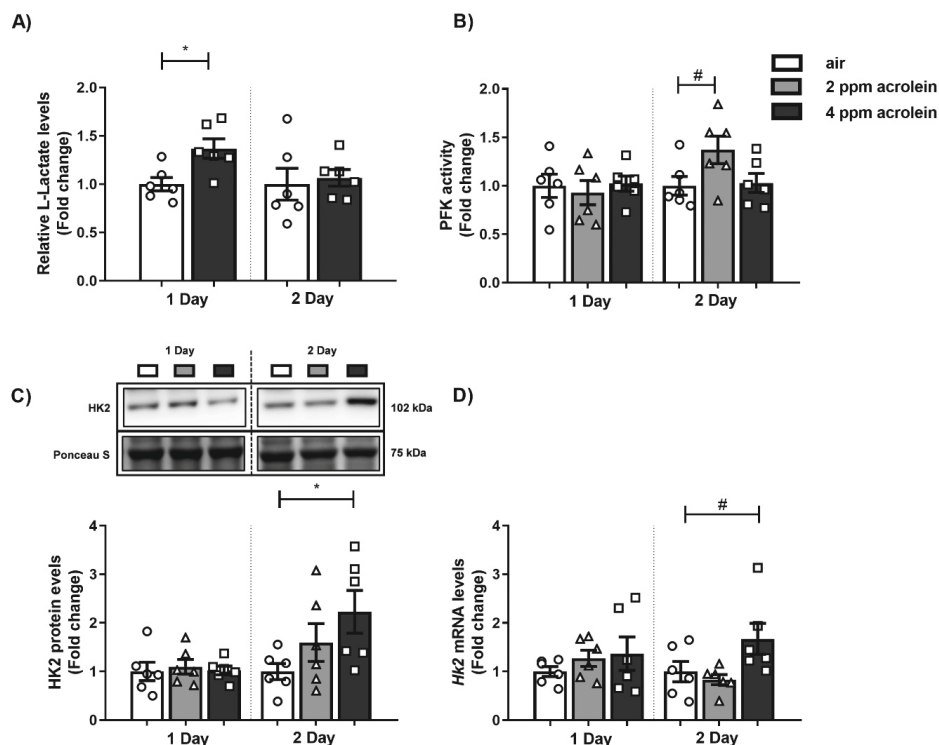 A)
Relative L-Lactate levels
(Fold change)
2.0
1.5
1.0
0.5
0.0
*
1 Day
2 Day
B)
PFK activity
(Fold change)
2.0
1.5
1.0
0.5
0.0
#
1 Day
2 Day
air
2 ppm acrolein
4 ppm acrolein
C)
1 Day
2 Day
HK2
102 kDa
Ponceau S
75 kDa
HK2 protein evels
(Fold change)
4
3
2
1
0
*
1 Day
2 Day
D)
Hk2 mRNA levels
(Fold change)
4
3
2
1
0
#
1 Day
2 Day